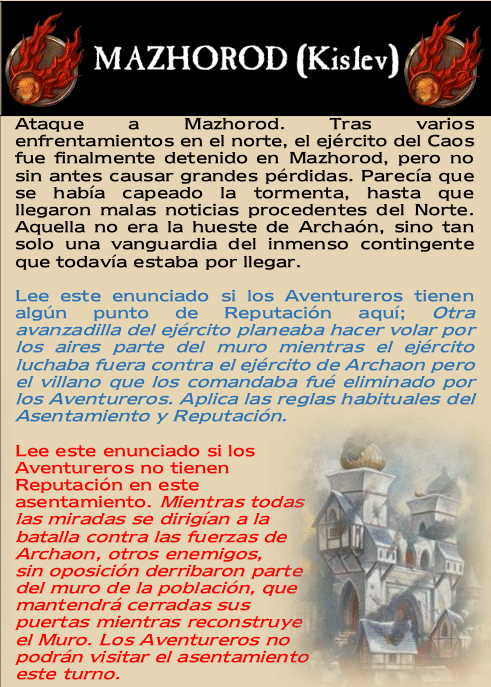 MAZHOROD (Kislev)
Ataque a Mazhorod. Tras varios
enfrentamientos en el norte, el ejército del Caos
fue finalmente detenido en Mazhorod, pero no
sin antes causar grandes pérdidas. Parecía que
se había capeado la tormenta, hasta que
llegaron malas noticias procedentes del Norte.
Aquella no era la hueste de Archaón, sino tan
solo una vanguardia del inmenso contingente
que todavía estaba por llegar.
Lee este enunciado si los Aventureros tienen
algún punto de Reputación aquí; Otra
avanzadilla del ejército planeaba hacer volar por
los aires parte del muro mientras el ejército
luchaba fuera contra el ejército de Archaon pero
el villano que los comandaba fué eliminado por
los Aventureros. Aplica las reglas habituales del
Asentamiento y Reputación.
Lee este enunciado si los
Aventureros no tienen
Reputación en este
asentamiento. Mientras todas
las miradas se dirigían a la
batalla contra las fuerzas de
Archaon, otros enemigos,
sin oposición derribaron parte
del muro de la población, que
mantendrá cerradas sus
puertas mientras reconstruye
el Muro. Los Aventureros no
podrán visitar el asentamiento
este turno.